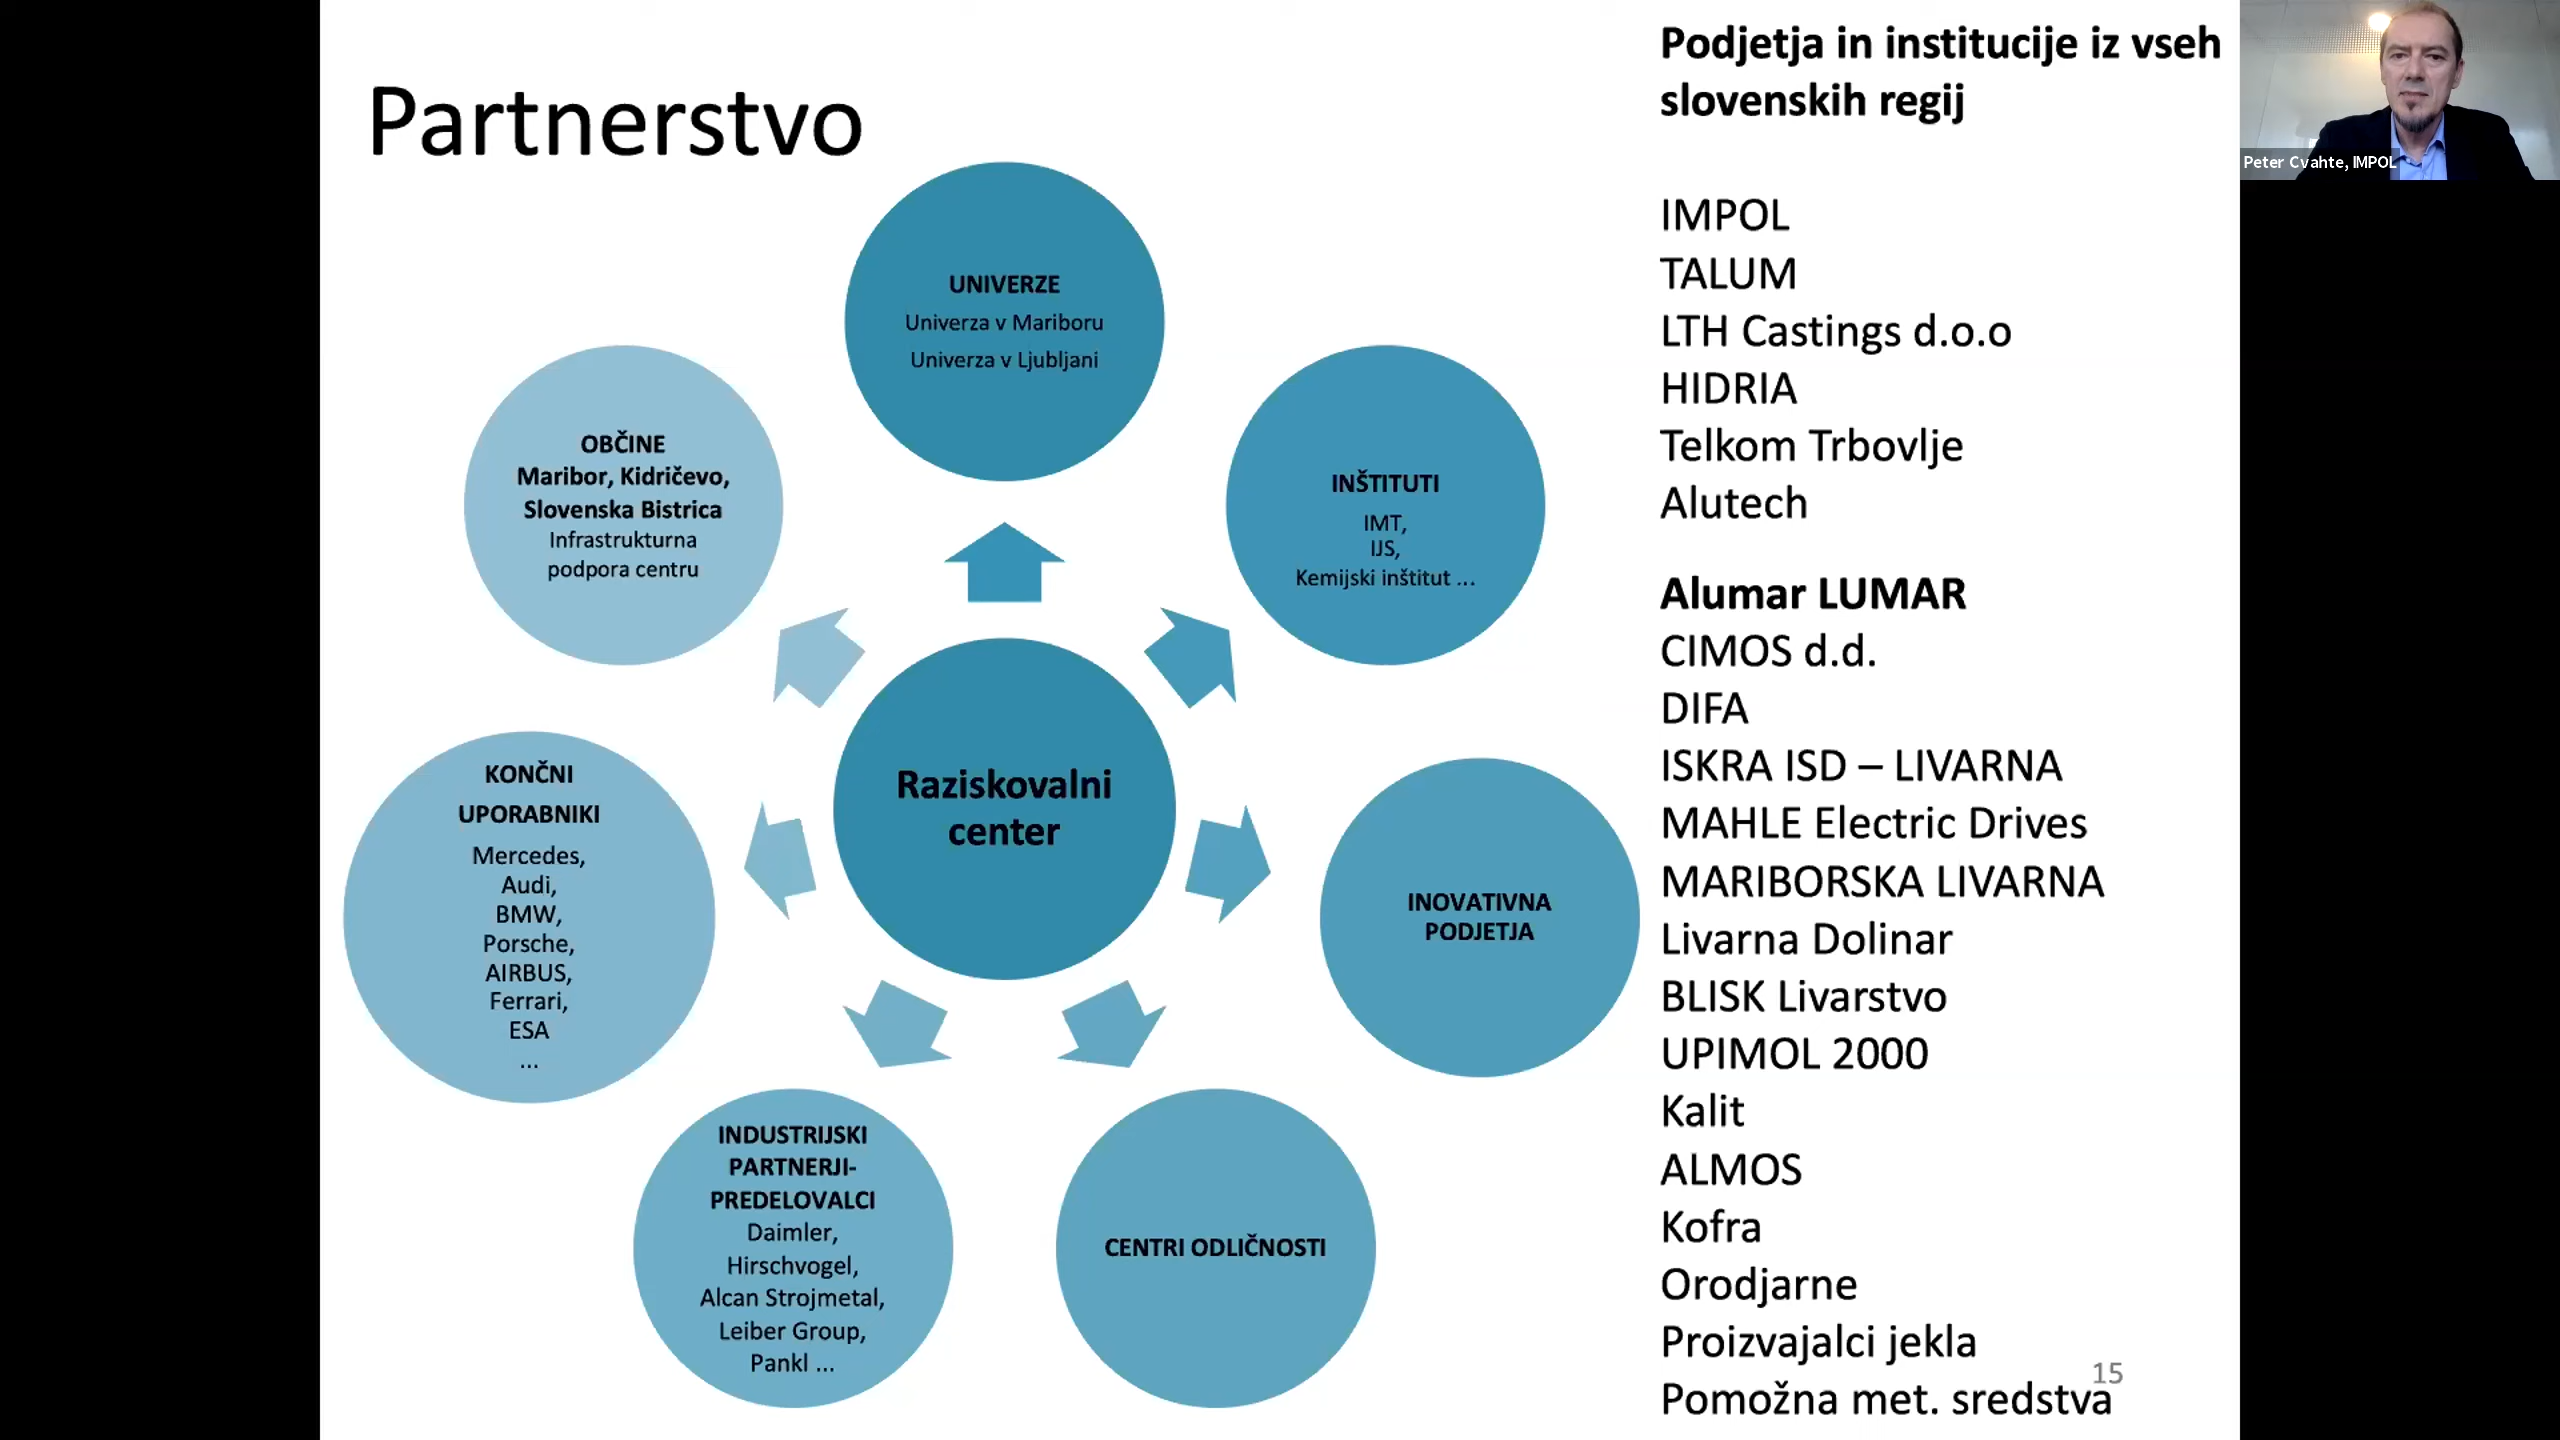 Partnerstvo
UNIVERZE
Univerza v Mariboru
Univerza v Ljubljani
INŠTITUTI
IMT,
IJS,
Kemijski inštitut ...
INOVATIVNA
PODJETJA
CENTRI ODLIČNOSTI
INDUSTRIJSKI
PARTNERJI-
PREDELOVALCI
Daimler,
Hirschvogel,
Alcan Strojmetal,
Leiber Group,
Pankl ...
KONČNI
UPORABNIKI
Mercedes,
Audi,
BMW,
Porsche,
AIRBUS,
Ferrari,
ESA
...
OBČINE
Maribor, Kidričevo,
Slovenska Bistrica
Infrastrukturna
podpora centru
Raziskovalni
center
Podjetja in institucije iz vseh
slovenskih regij
IMPOL
TALUM
LTH Castings d.o.o
HIDRIA
Telkom Trbovlje
Alutech
Alumar LUMAR
CIMOS d.d.
DIFA
ISKRA ISD – LIVARNA
MAHLE Electric Drives
MARIBORSKA LIVARNA
Livarna Dolinar
BLISK Livarstvo
UPIMOL 2000
Kalit
ALMOS
Kofra
Orodjarne
Proizvajalci jekla
Pomožna met. sredstva
15
Peter Cvahte, IMPOL